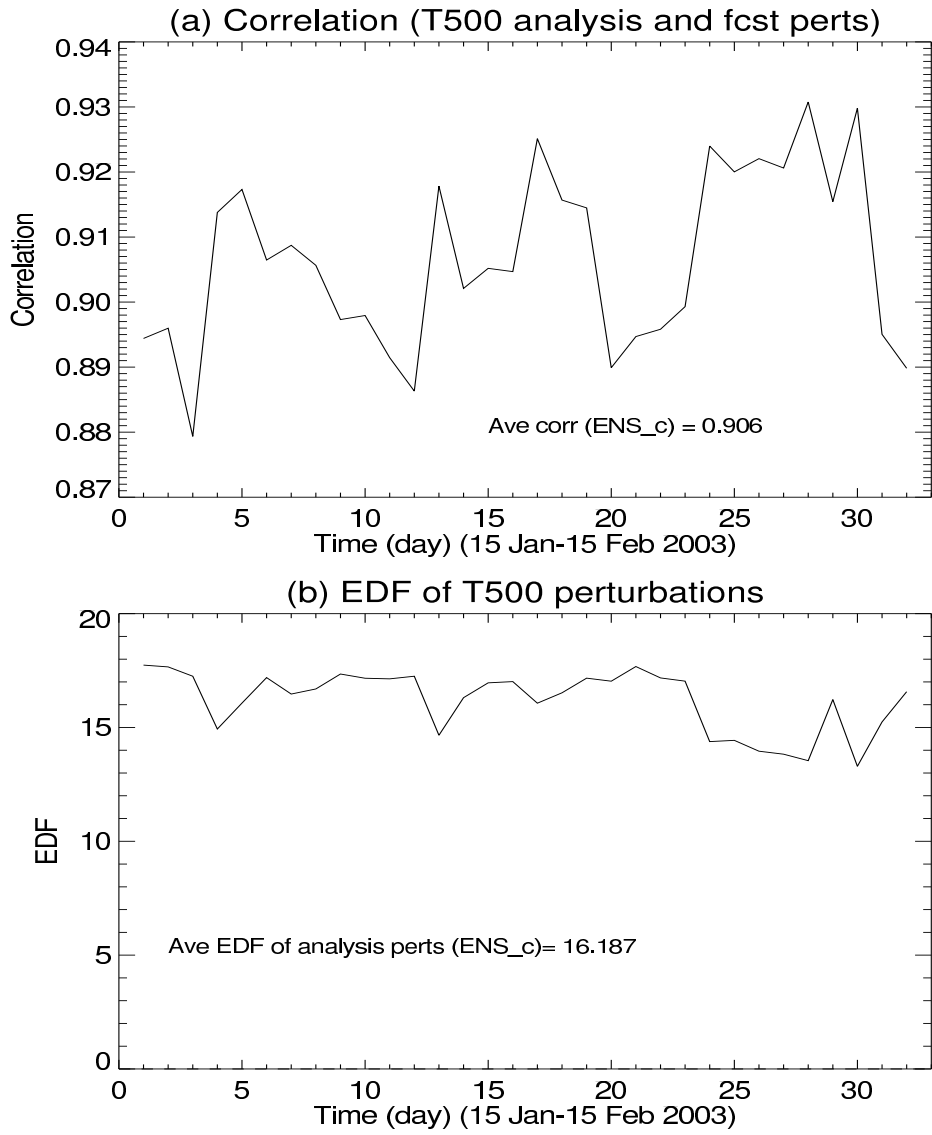 (a) Correlation (T500 analysis and fcst perts)
0.94
0.93
0.92
0.91
0.90
0.89
0.88
0.87
Correlation
Ave corr (ENS_c) = 0.906
0 5 10 15 20 25 30
Time (day) (15 Jan-15 Feb 2003)
(b) EDF of T500 perturbations
20
15
10
5
0
EDF
Ave EDF of analysis perts (ENS_c)= 16.187
0 5 10 15 20 25 30
Time (day) (15 Jan-15 Feb 2003)